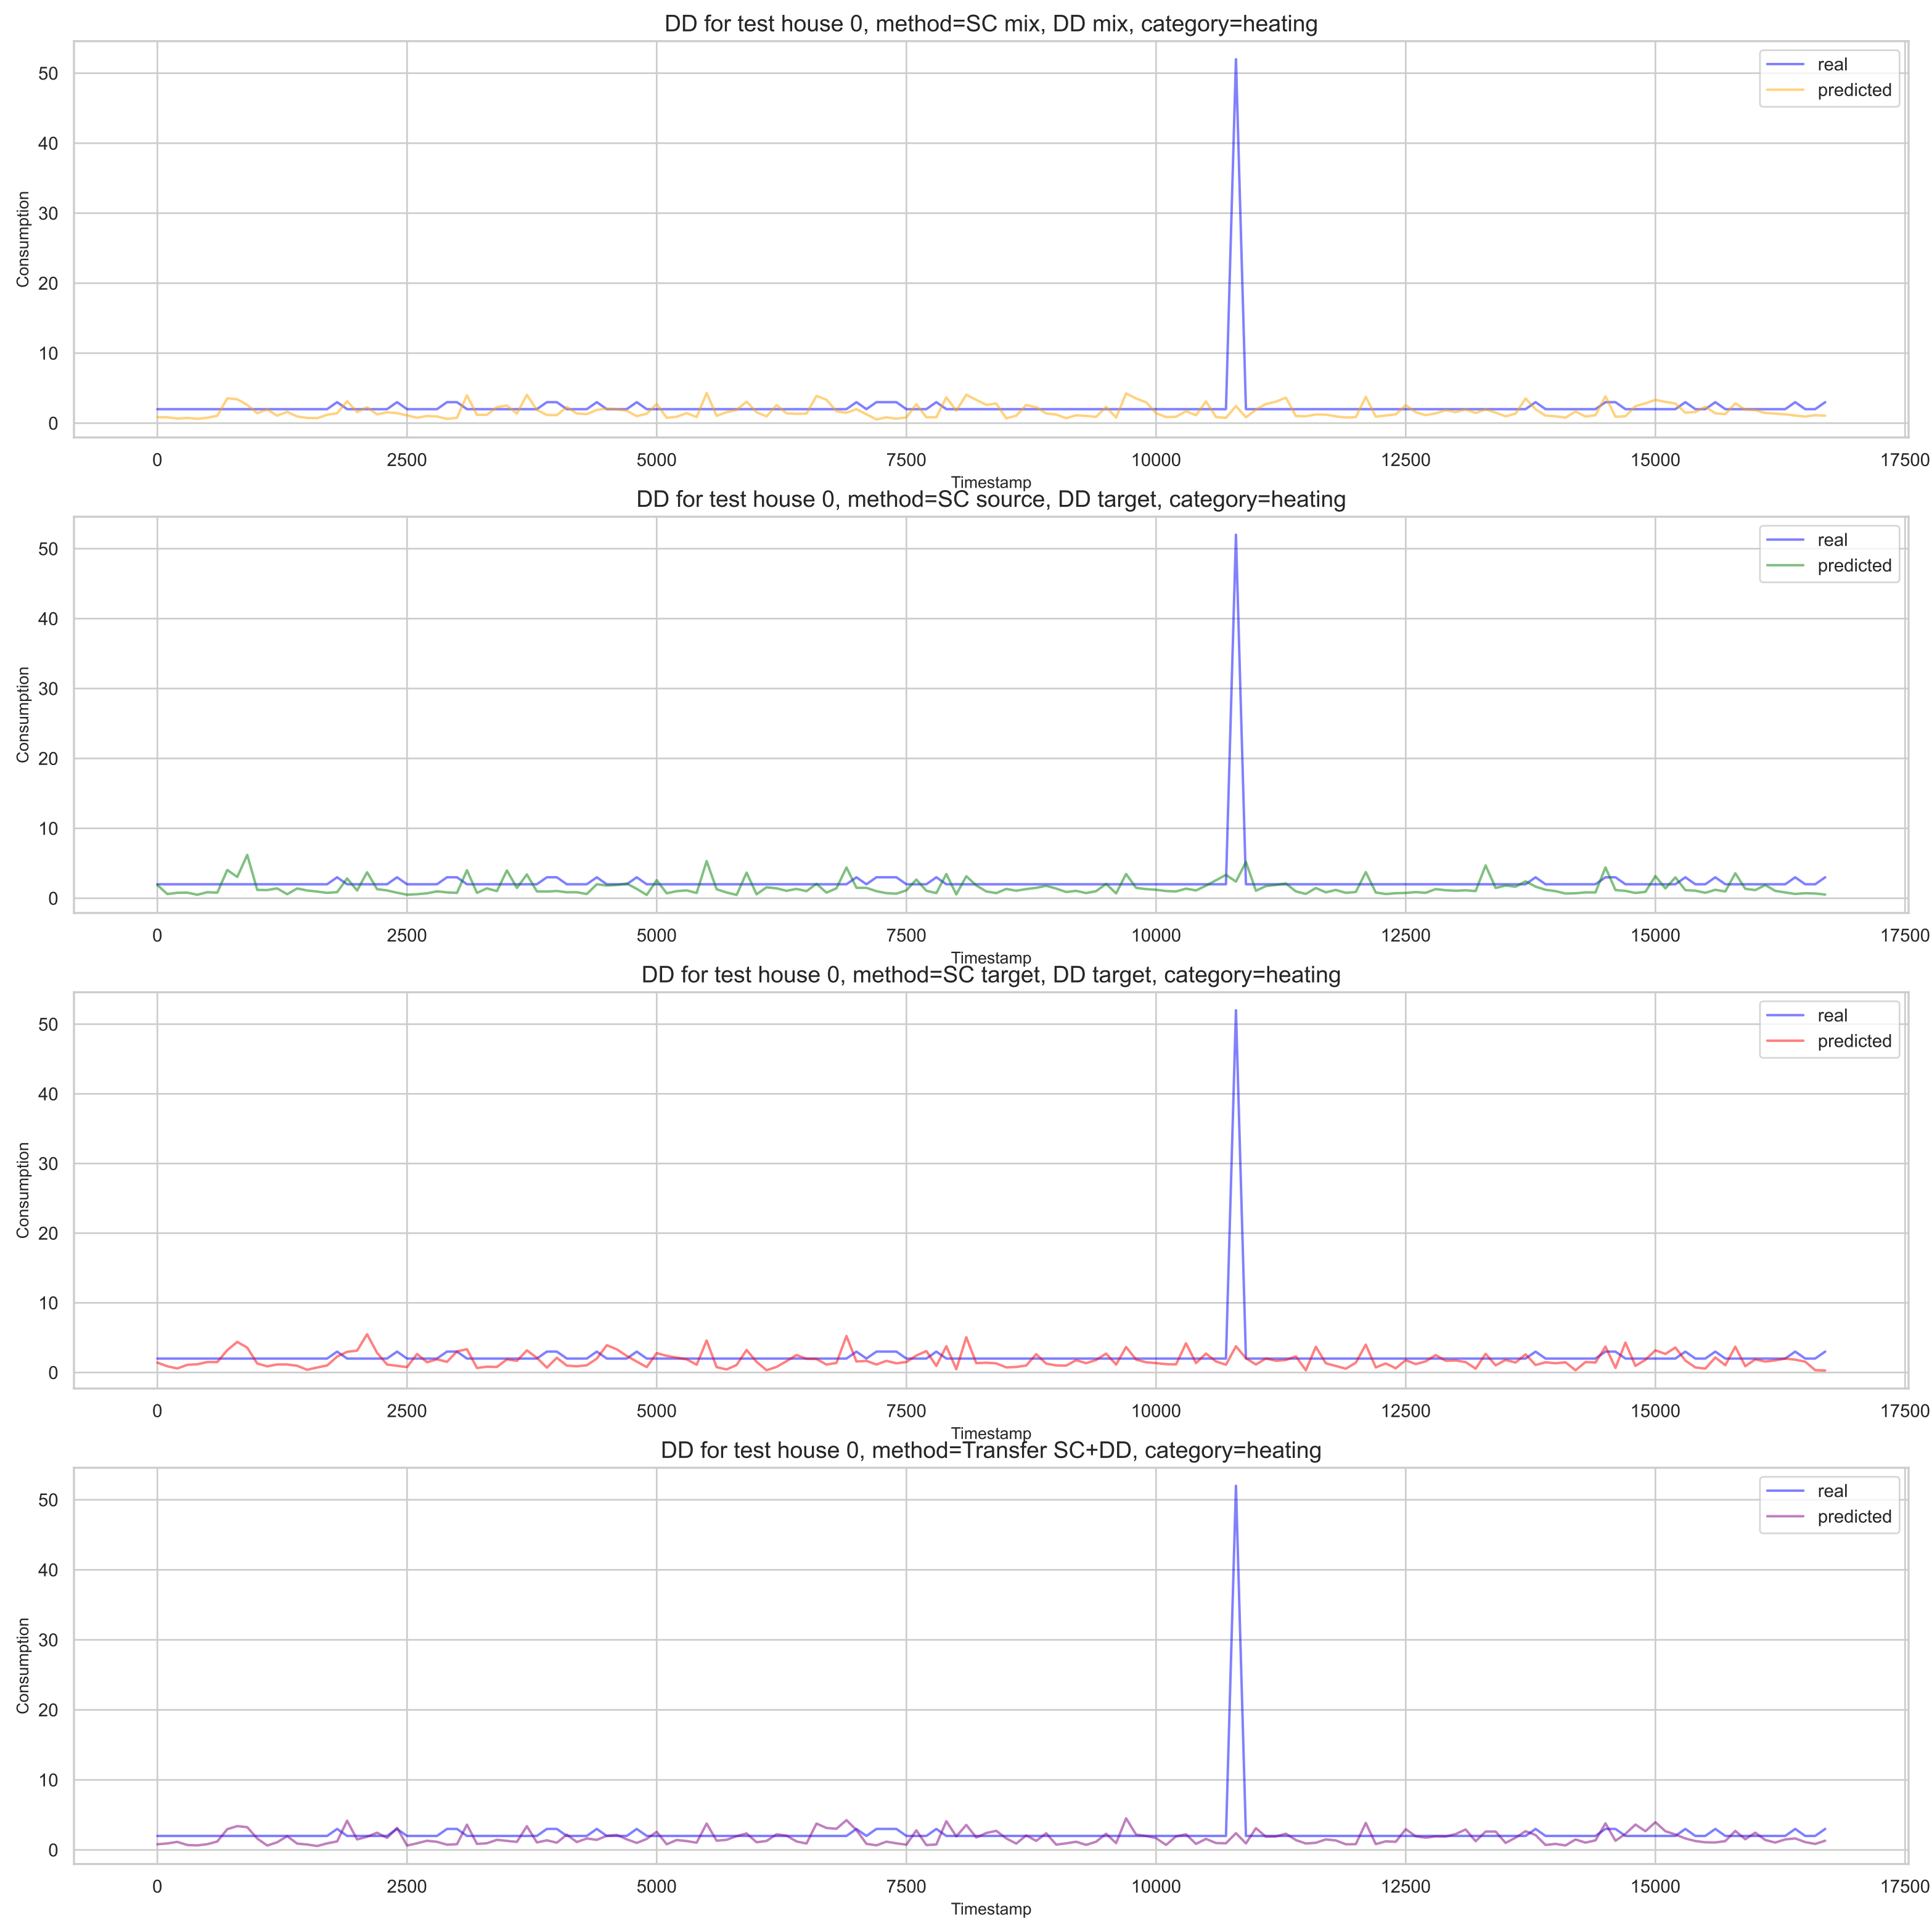 DD for test house 0, method=SC mix, DD mix, category=heating
real
predicted
50
40
30
20
10
0
Consumption
0 2500 5000 7500 10000 12500 15000 17500
Timestamp
DD for test house 0, method=SC source, DD target, category=heating
real
predicted
50
40
30
20
10
0
Consumption
0 2500 5000 7500 10000 12500 15000 17500
Timestamp
DD for test house 0, method=SC target, DD target, category=heating
real
predicted
50
40
30
20
10
0
Consumption
0 2500 5000 7500 10000 12500 15000 17500
Timestamp
DD for test house 0, method=Transfer SC+DD, category=heating
real
predicted
50
40
30
20
10
0
Consumption
0 2500 5000 7500 10000 12500 15000 17500
Timestamp